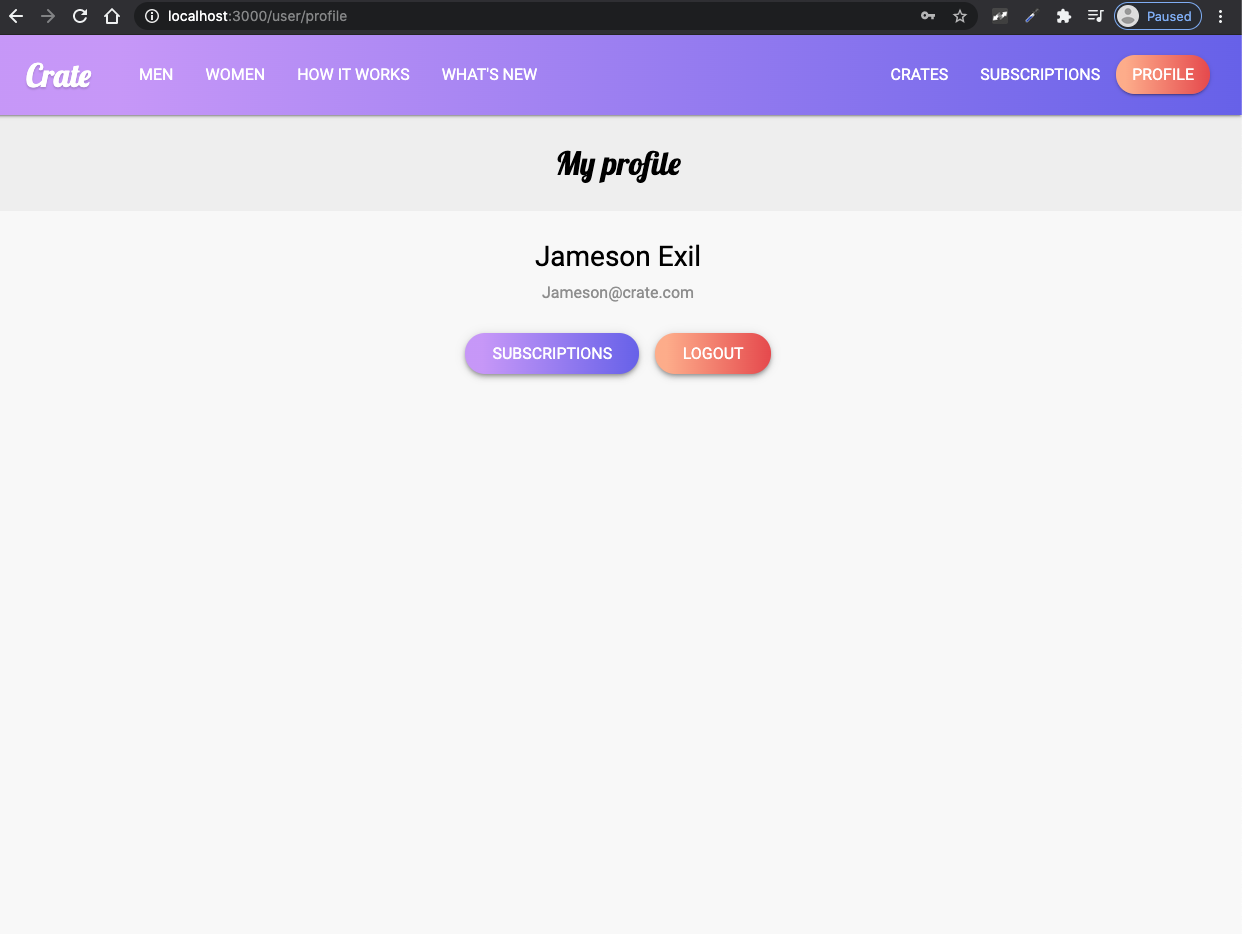 localhost:3000/user/profile
Paused
Crate MEN WOMEN HOW IT WORKS WHAT'S NEW CRATES SUBSCRIPTIONS PROFILE
My profile
Jameson Exil
Jameson@crate.com
SUBSCRIPTIONS LOGOUT